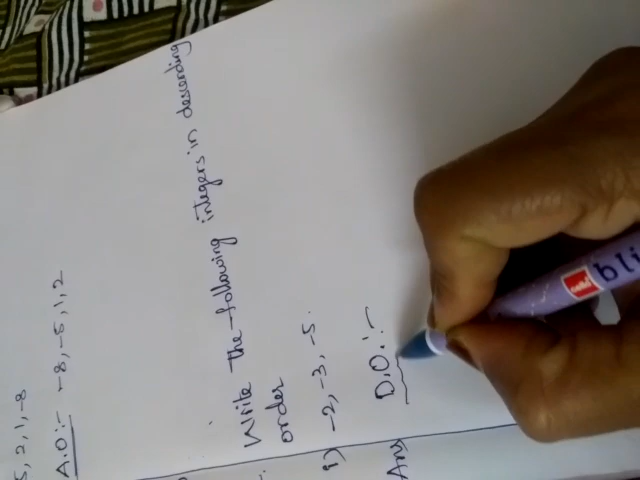 5, 2, 1, -8
A.O:- -8, -5, 1, 2
Write the following integers in descending
order
i) -2, -3, -5.
Ans D.O:-
bli